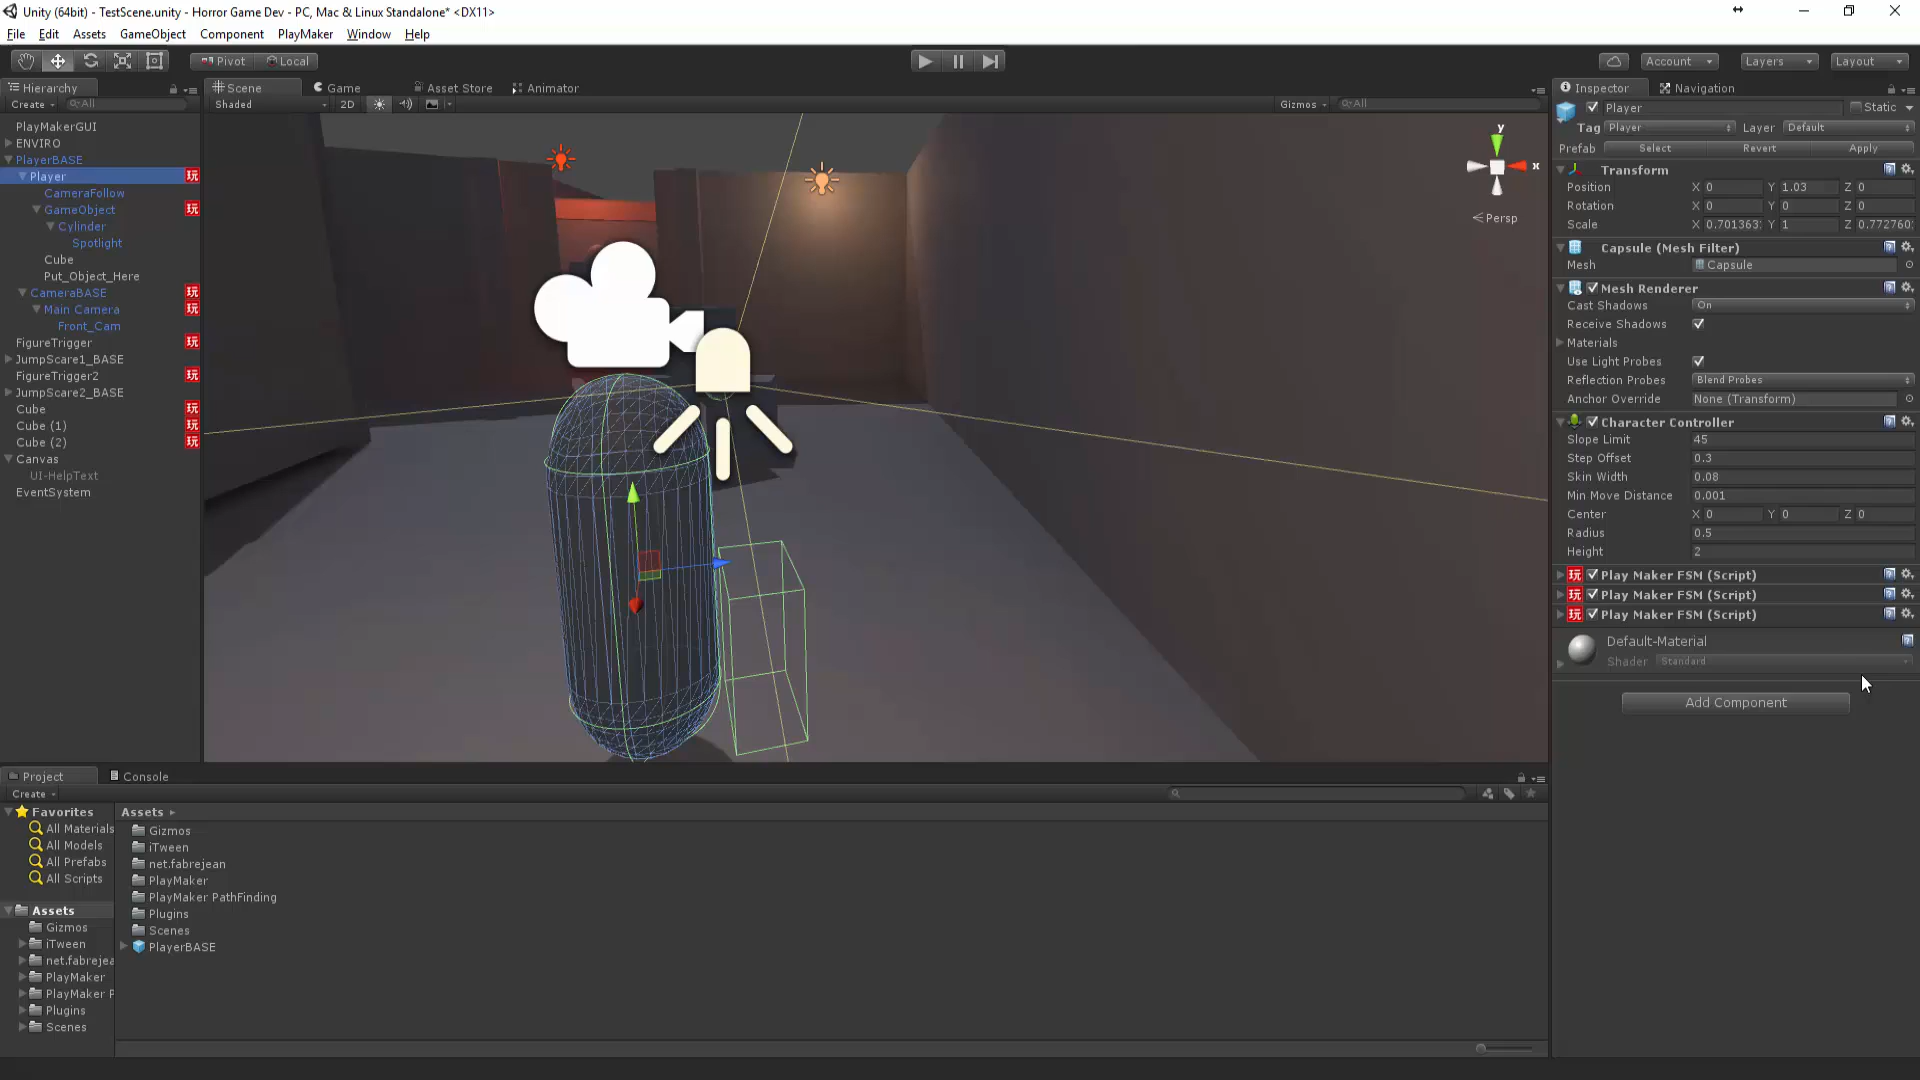 Unity (64bit) - TestScene.unity - Horror Game Dev - PC, Mac & Linux Standalone* <DX11>
File Edit Assets GameObject Component PlayMaker Window Help
Pivot Local Account Layers Layout
Hierarchy Scene Game Asset Store Animator Inspector Navigation
Create All Shaded 2D Gizmos All
Player Static
Tag Player Layer Default
Prefab Select Revert Apply
PlayMakerGUI
ENVIRO
PlayerBASE
Player
CameraFollow
GameObject
Cylinder
Spotlight
Cube
Put_Object_Here
CameraBASE
Main Camera
Front_Cam
FigureTrigger
JumpScare1_BASE
FigureTrigger2
JumpScare2_BASE
Cube
Cube (1)
Cube (2)
Canvas
UI-HelpText
EventSystem
y
x
Persp
Transform
Position X 0 Y 1.03 Z 0
Rotation X 0 Y 0 Z 0
Scale X 0.701363 Y 1 Z 0.772760
Capsule (Mesh Filter)
Mesh Capsule
Mesh Renderer
Cast Shadows On
Receive Shadows
Materials
Use Light Probes
Reflection Probes Blend Probes
Anchor Override None (Transform)
Character Controller
Slope Limit 45
Step Offset 0.3
Skin Width 0.08
Min Move Distance 0.001
Center X 0 Y 0 Z 0
Radius 0.5
Height 2
玩 Play Maker FSM (Script)
玩 Play Maker FSM (Script)
玩 Play Maker FSM (Script)
Default-Material
Shader Standard
Add Component
Project Console
Create
Favorites
All Materials
All Models
All Prefabs
All Scripts
Assets
Gizmos
iTween
net.fabrejea
PlayMaker
PlayMaker P
Plugins
Scenes
Assets
Gizmos
iTween
net.fabrejean
PlayMaker
PlayMaker PathFinding
Plugins
Scenes
PlayerBASE